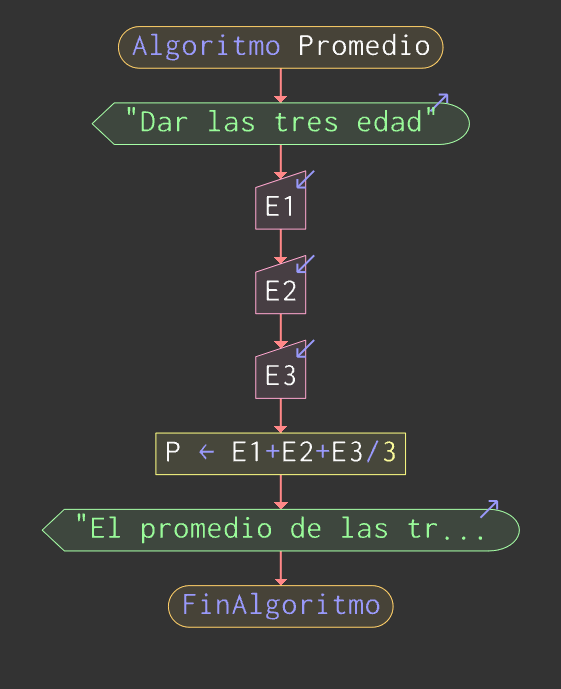 Algoritmo Promedio
"Dar las tres edad"
E1
E2
E3
P ← E1+E2+E3/3
"El promedio de las tr...
FinAlgoritmo